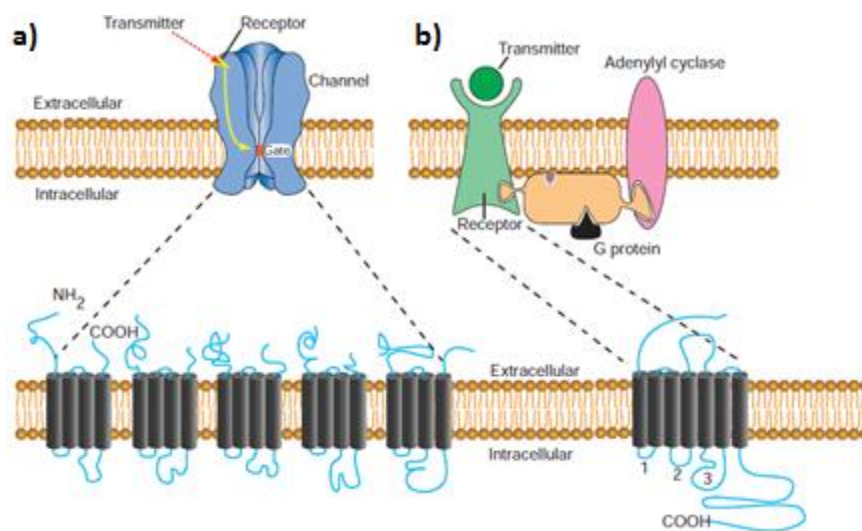 a)
Transmitter
Receptor
Channel
Extracellular
Gate
Intracellular
b)
Transmitter
Adenylyl cyclase
Receptor
G protein
NH2
COOH
Extracellular
Intracellular
1
2
3
COOH